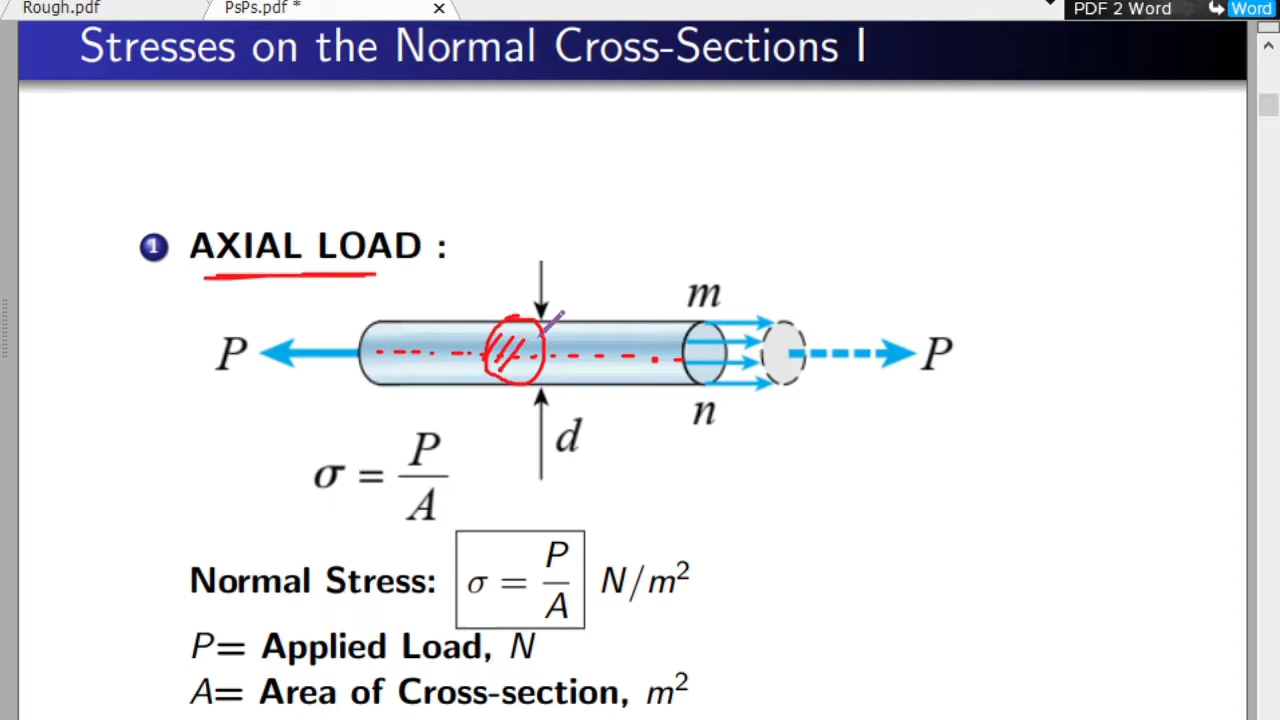 Rough.pdf PsPs.pdf * × PDF 2 Word Word
Stresses on the Normal Cross-Sections I
1 AXIAL LOAD :
m
P P
n
d
σ = P/A
Normal Stress: σ = P/A N/m²
P= Applied Load, N
A= Area of Cross-section, m²